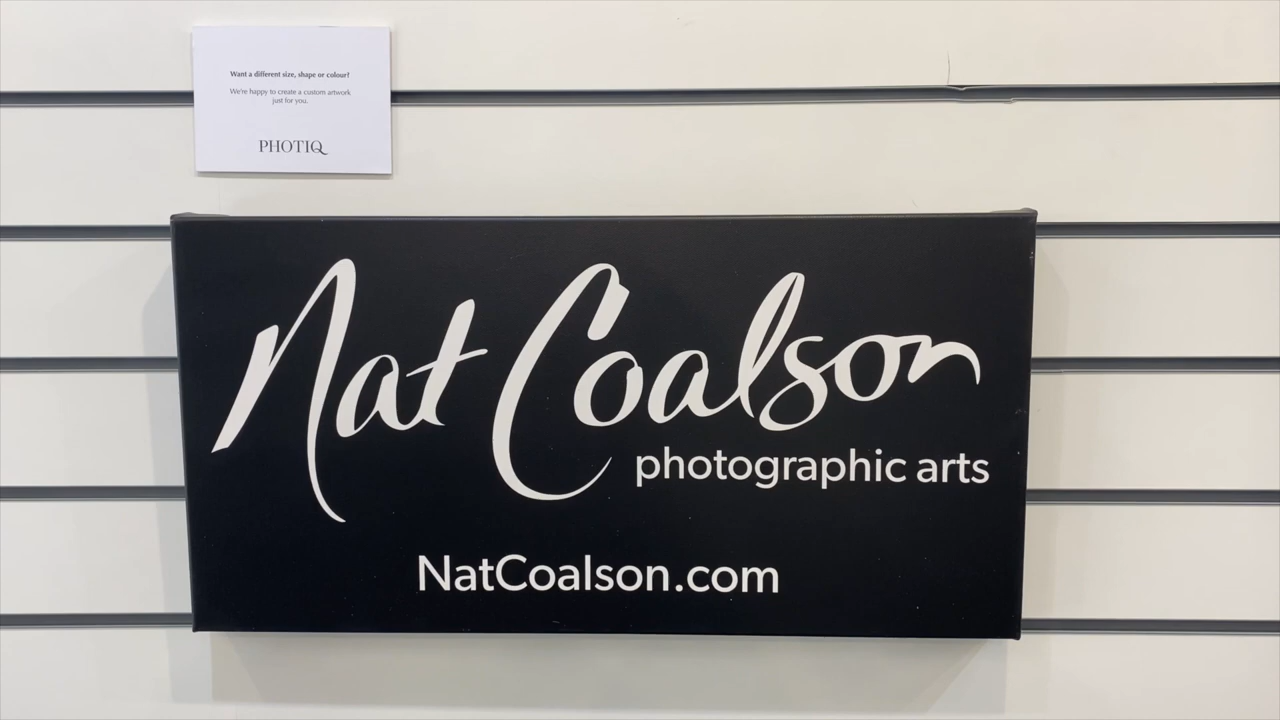 Want a different size, shape or colour?
We're happy to create a custom artwork
just for you.
PHOTIQ
Nat Coalson
photographic arts
NatCoalson.com